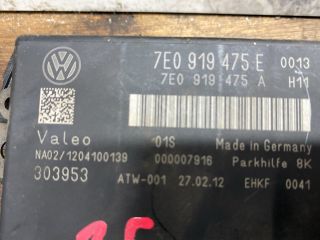 7E0 919 475 E 0013
7E0 919 475 A H11
Valeo 01S Made in Germany
NA02/1204100139 000007916 Parkhilfe 8K
303953 ATW-001 27.02.12 EHKF 0041